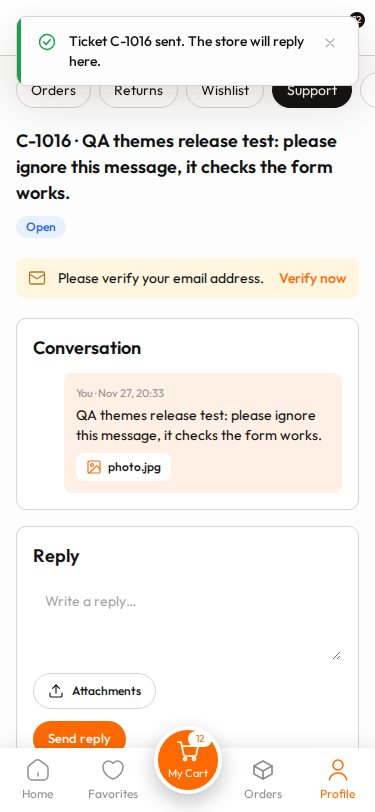 Ticket C-1016 sent. The store will reply
here.
Orders
Returns
Wishlist
Support
C-1016 · QA themes release test: please
ignore this message, it checks the form
works.
Open
Please verify your email address.
Verify now
Conversation
You · Nov 27, 20:33
QA themes release test: please ignore
this message, it checks the form works.
photo.jpg
Reply
Write a reply…
Attachments
Send reply
12
My Cart
Home
Favorites
Orders
Profile